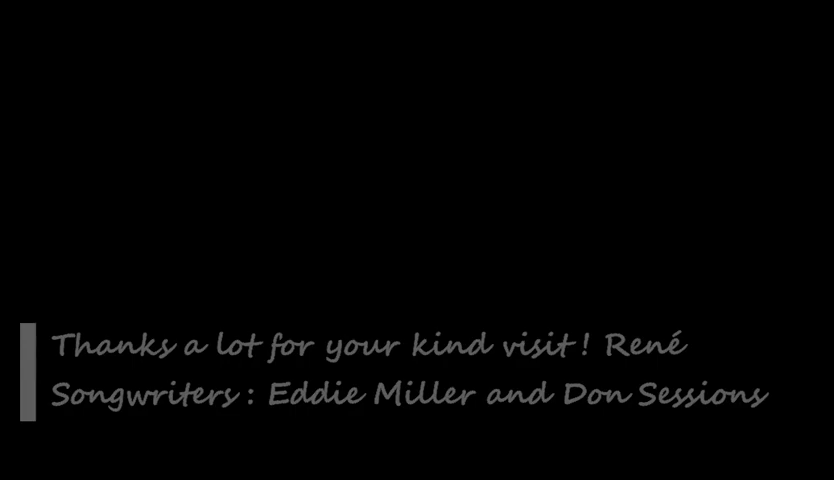 Thanks a lot for your kind visit! René
Songwriters : Eddie Miller and Don Sessions